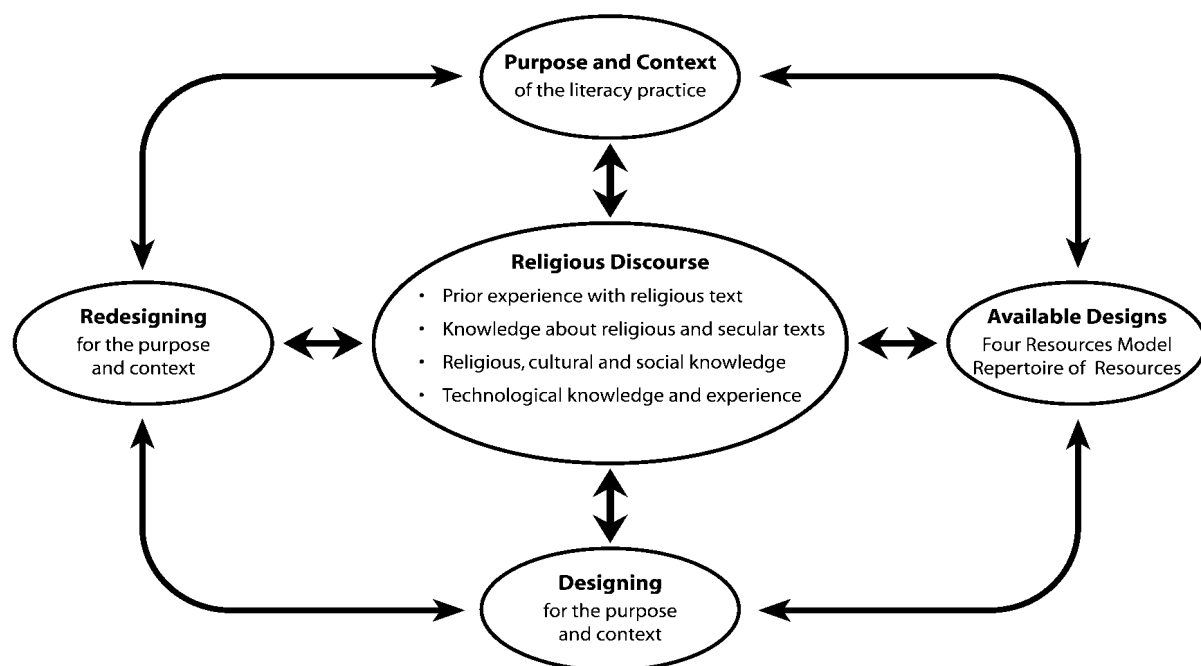 Purpose and Context
of the literacy practice
Religious Discourse
• Prior experience with religious text
• Knowledge about religious and secular texts
• Religious, cultural and social knowledge
• Technological knowledge and experience
Redesigning
for the purpose
and context
Available Designs
Four Resources Model
Repertoire of Resources
Designing
for the purpose
and context